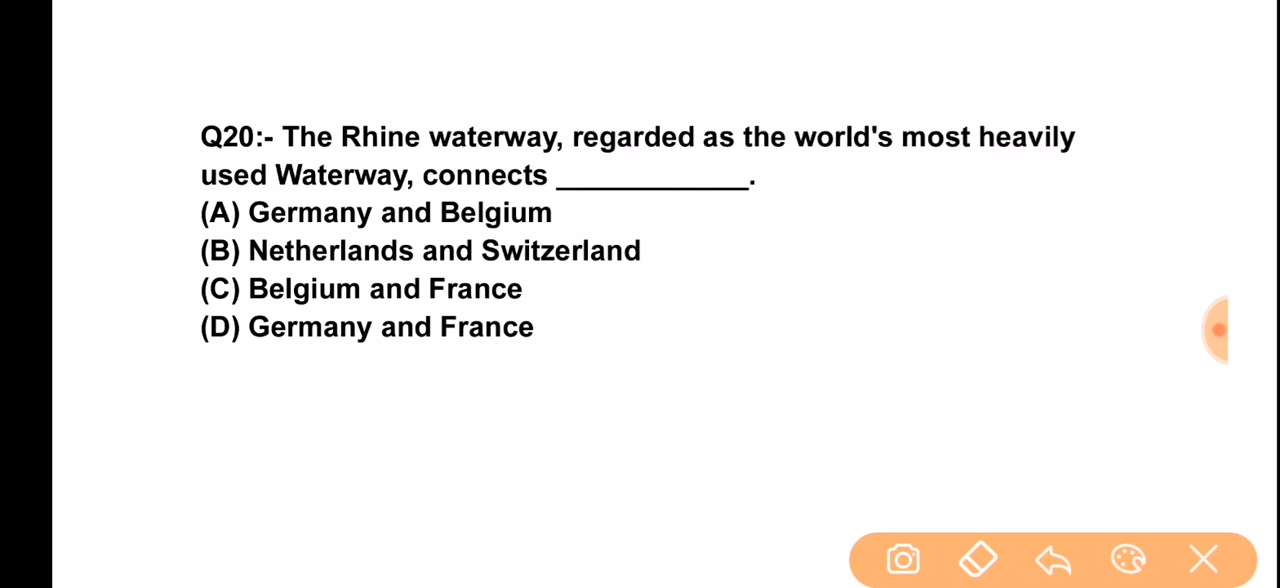 Q20:- The Rhine waterway, regarded as the world's most heavily
used Waterway, connects ____________.
(A) Germany and Belgium
(B) Netherlands and Switzerland
(C) Belgium and France
(D) Germany and France